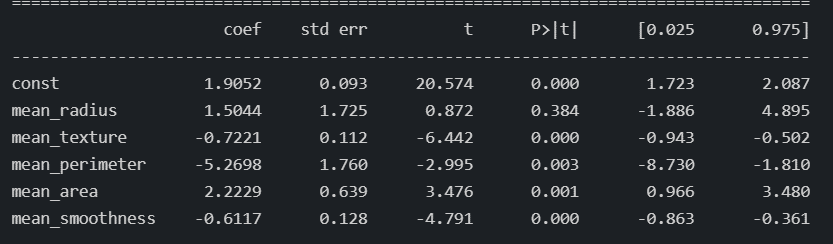 ==============================================================================
coef std err t P>|t| [0.025 0.975]
------------------------------------------------------------------------------
const 1.9052 0.093 20.574 0.000 1.723 2.087
mean_radius 1.5044 1.725 0.872 0.384 -1.886 4.895
mean_texture -0.7221 0.112 -6.442 0.000 -0.943 -0.502
mean_perimeter -5.2698 1.760 -2.995 0.003 -8.730 -1.810
mean_area 2.2229 0.639 3.476 0.001 0.966 3.480
mean_smoothness -0.6117 0.128 -4.791 0.000 -0.863 -0.361